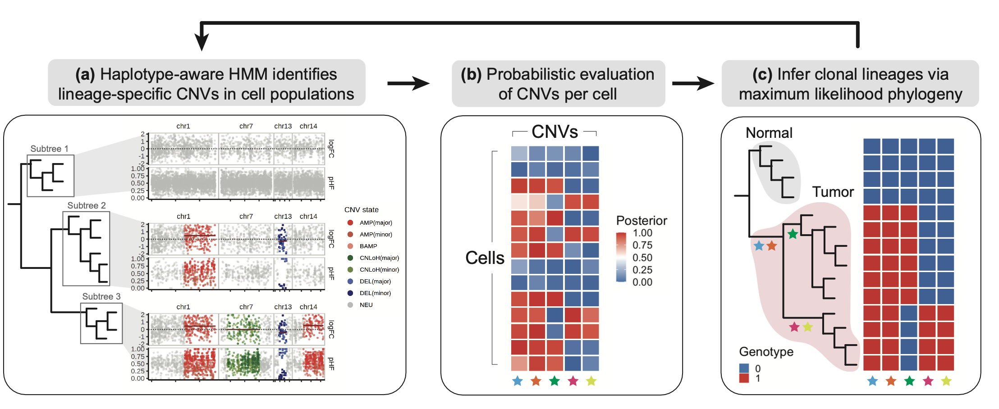 (a) Haplotype-aware HMM identifies
lineage-specific CNVs in cell populations
(b) Probabilistic evaluation
of CNVs per cell
(c) Infer clonal lineages via
maximum likelihood phylogeny
Subtree 1
chr1 chr7 chr13 chr14
2
1
0
-1
-2
logFC
1.00
0.75
0.50
0.25
0.00
pHF
Subtree 2
chr1 chr7 chr13 chr14
2
1
0
-1
-2
logFC
1.00
0.75
0.50
0.25
0.00
pHF
Subtree 3
chr1 chr7 chr13 chr14
2
1
0
-1
-2
logFC
1.00
0.75
0.50
0.25
0.00
pHF
CNV state
AMP(major)
AMP(minor)
BAMP
CNLoH(major)
CNLoH(minor)
DEL(major)
DEL(minor)
NEU
CNVs
Cells
Posterior
1.00
0.75
0.50
0.25
0.00
Normal
Tumor
Genotype
0
1